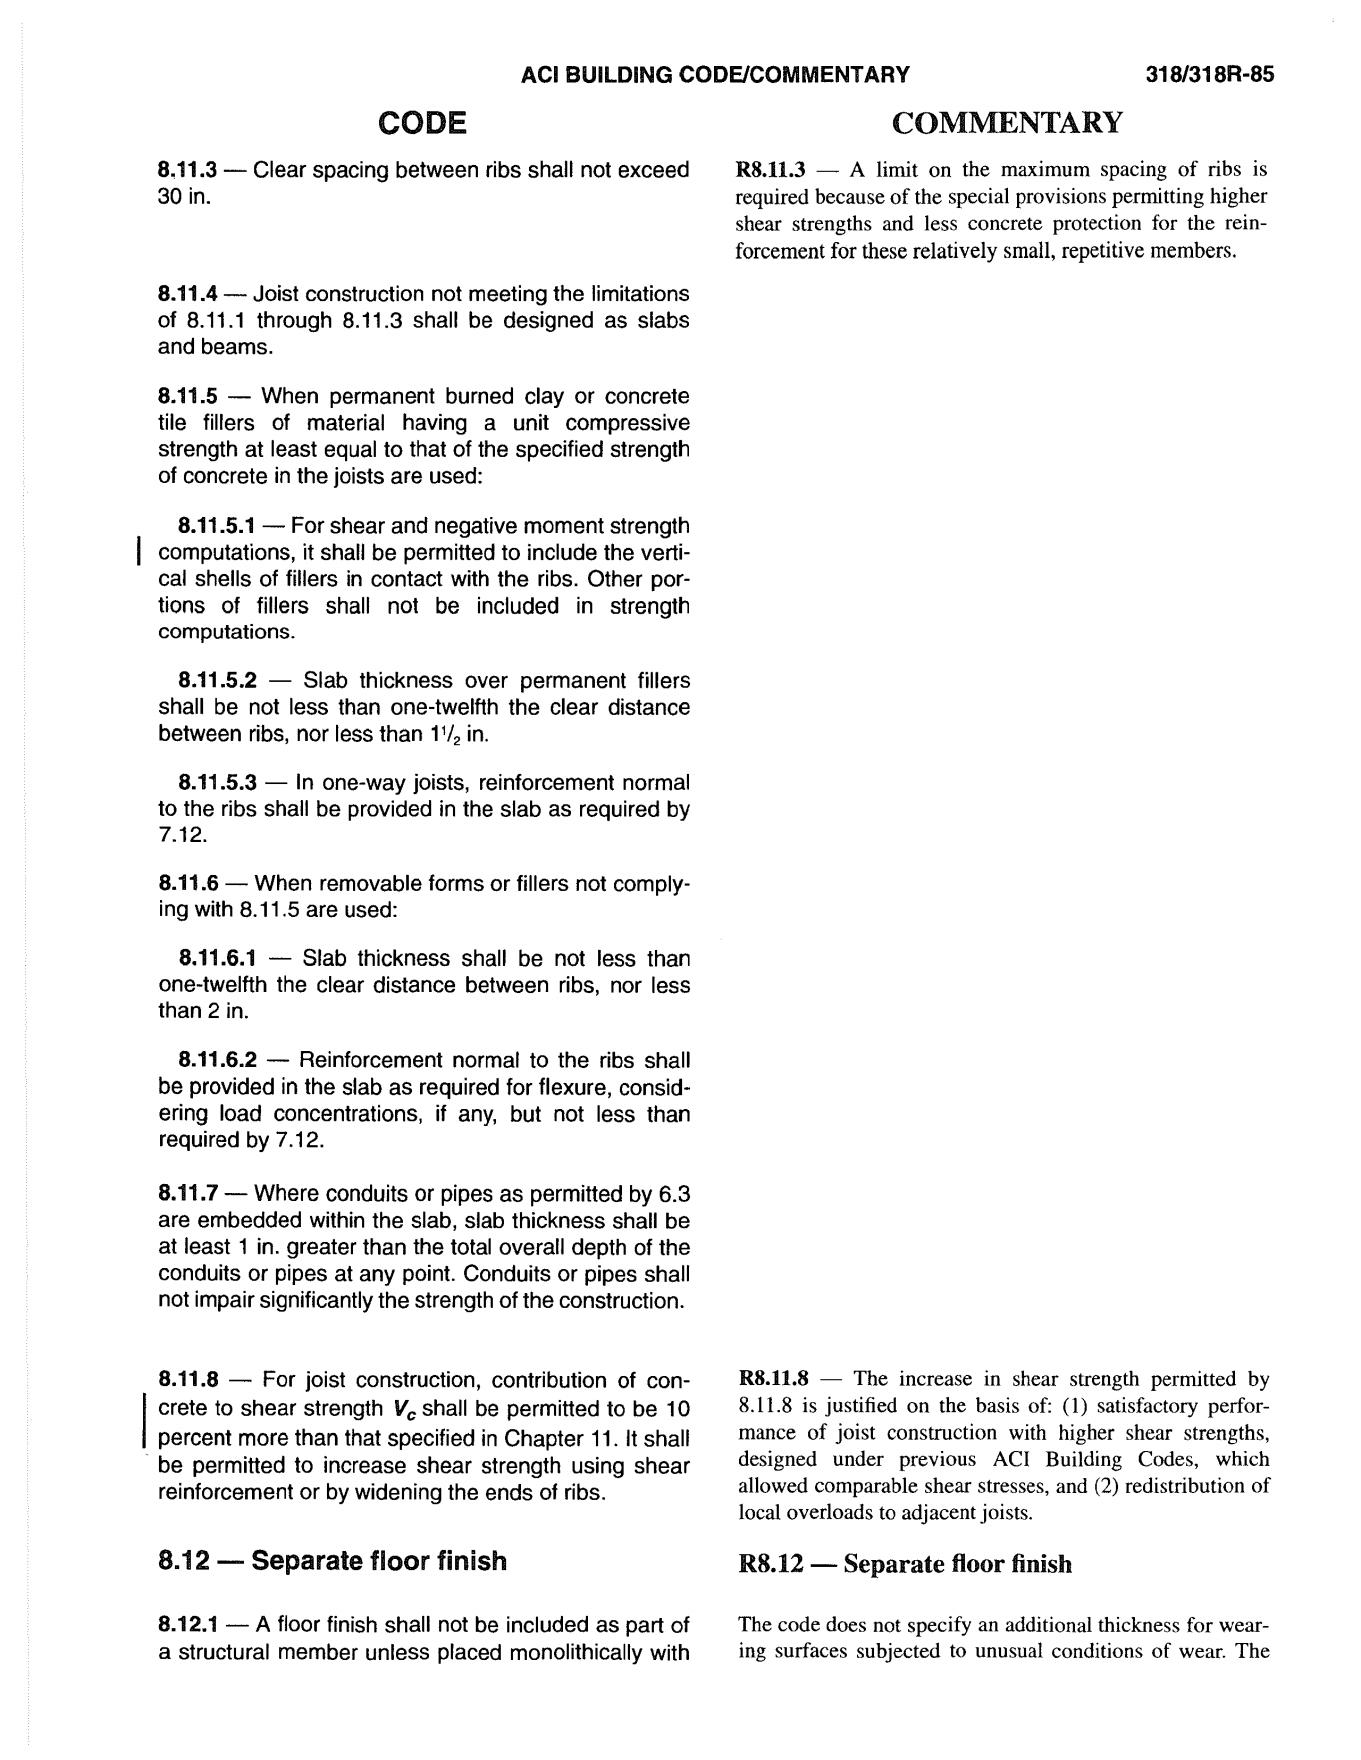 ACI BUILDING CODE/COMMENTARY 318/318R-85
CODE
8.11.3 — Clear spacing between ribs shall not exceed
30 in.
8.11.4 — Joist construction not meeting the limitations
of 8.11.1 through 8.11.3 shall be designed as slabs
and beams.
8.11.5 — When permanent burned clay or concrete
tile fillers of material having a unit compressive
strength at least equal to that of the specified strength
of concrete in the joists are used:
8.11.5.1 — For shear and negative moment strength
computations, it shall be permitted to include the verti-
cal shells of fillers in contact with the ribs. Other por-
tions of fillers shall not be included in strength
computations.
8.11.5.2 — Slab thickness over permanent fillers
shall be not less than one-twelfth the clear distance
between ribs, nor less than 1 1/2 in.
8.11.5.3 — In one-way joists, reinforcement normal
to the ribs shall be provided in the slab as required by
7.12.
8.11.6 — When removable forms or fillers not comply-
ing with 8.11.5 are used:
8.11.6.1 — Slab thickness shall be not less than
one-twelfth the clear distance between ribs, nor less
than 2 in.
8.11.6.2 — Reinforcement normal to the ribs shall
be provided in the slab as required for flexure, consid-
ering load concentrations, if any, but not less than
required by 7.12.
8.11.7 — Where conduits or pipes as permitted by 6.3
are embedded within the slab, slab thickness shall be
at least 1 in. greater than the total overall depth of the
conduits or pipes at any point. Conduits or pipes shall
not impair significantly the strength of the construction.
8.11.8 — For joist construction, contribution of con-
crete to shear strength Vc shall be permitted to be 10
percent more than that specified in Chapter 11. It shall
be permitted to increase shear strength using shear
reinforcement or by widening the ends of ribs.
8.12 — Separate floor finish
8.12.1 — A floor finish shall not be included as part of
a structural member unless placed monolithically with
COMMENTARY
R8.11.3 — A limit on the maximum spacing of ribs is
required because of the special provisions permitting higher
shear strengths and less concrete protection for the rein-
forcement for these relatively small, repetitive members.
R8.11.8 — The increase in shear strength permitted by
8.11.8 is justified on the basis of: (1) satisfactory perfor-
mance of joist construction with higher shear strengths,
designed under previous ACI Building Codes, which
allowed comparable shear stresses, and (2) redistribution of
local overloads to adjacent joists.
R8.12 — Separate floor finish
The code does not specify an additional thickness for wear-
ing surfaces subjected to unusual conditions of wear. The